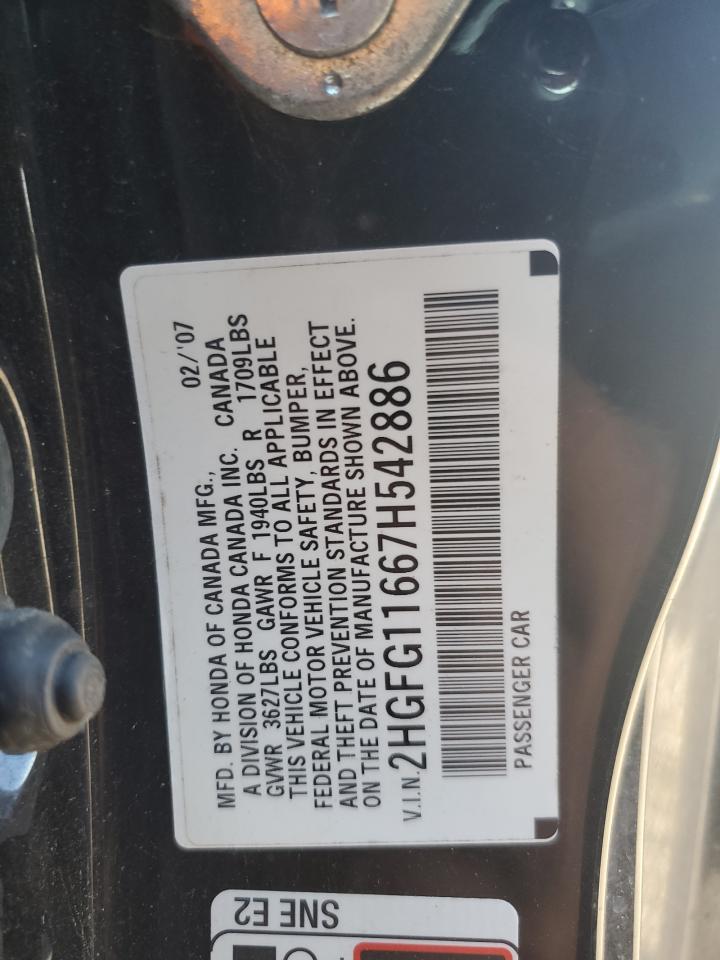 MFD. BY HONDA OF CANADA MFG., 02/'07
A DIVISION OF HONDA CANADA INC. CANADA
GVWR 3627LBS GAWR F 1940LBS R 1709LBS
THIS VEHICLE CONFORMS TO ALL APPLICABLE
FEDERAL MOTOR VEHICLE SAFETY, BUMPER,
AND THEFT PREVENTION STANDARDS IN EFFECT
ON THE DATE OF MANUFACTURE SHOWN ABOVE.
V.I.N. 2HGFG11667H542886
PASSENGER CAR
SNE E2